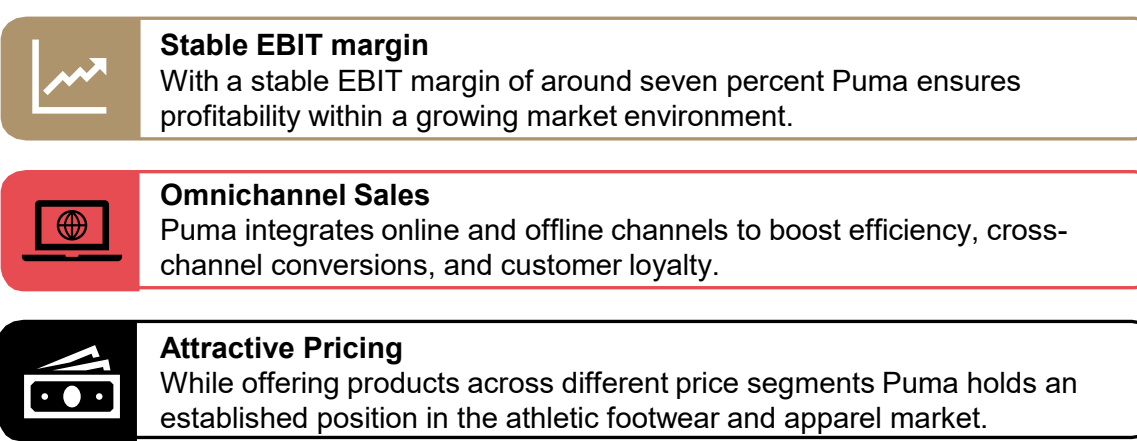 Stable EBIT margin
With a stable EBIT margin of around seven percent Puma ensures
profitability within a growing market environment.
Omnichannel Sales
Puma integrates online and offline channels to boost efficiency, cross-
channel conversions, and customer loyalty.
Attractive Pricing
While offering products across different price segments Puma holds an
established position in the athletic footwear and apparel market.